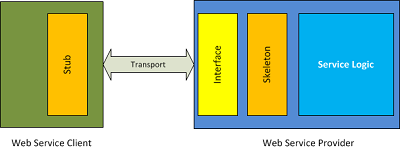 Stub
Transport
Interface
Skeleton
Service Logic
Web Service Client
Web Service Provider